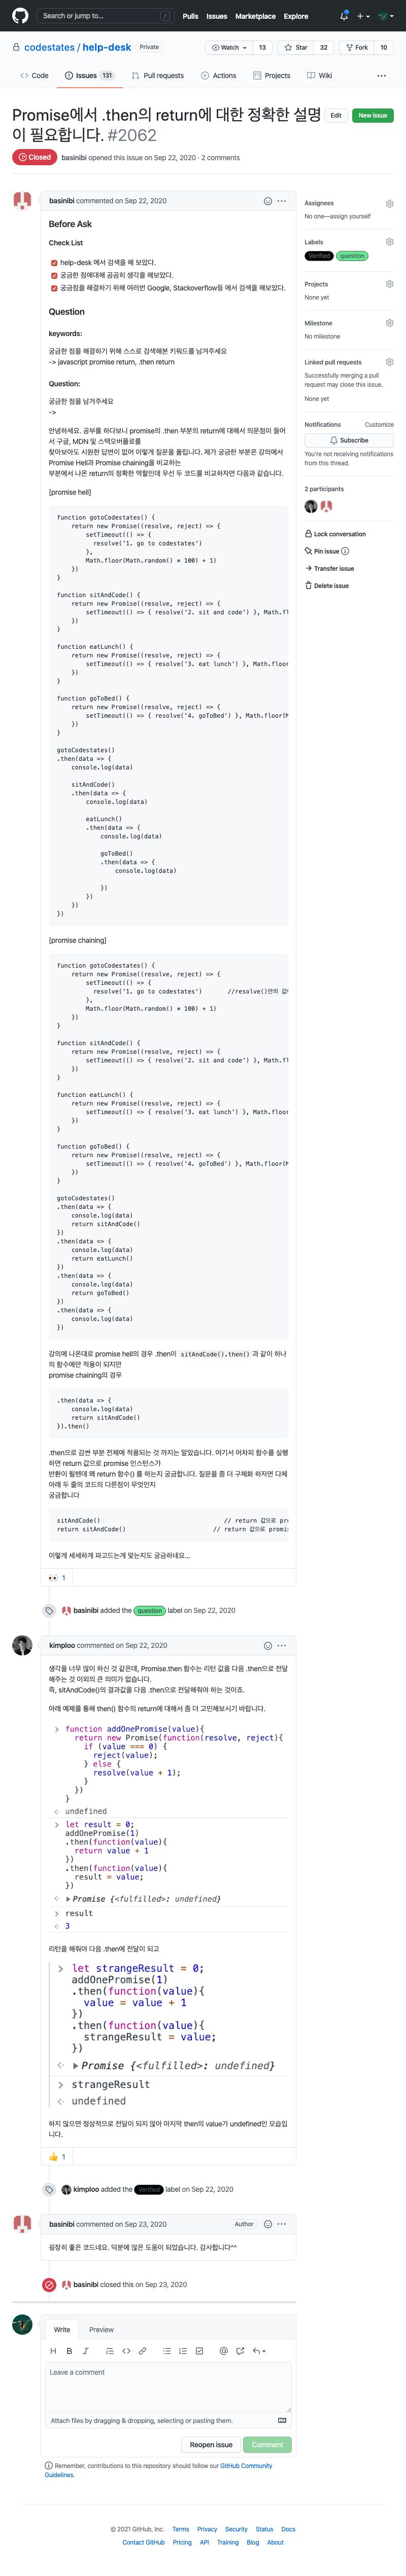 Search or jump to...
/
Pulls Issues Marketplace Explore
codestates / help-desk Private
Watch 13 Star 32 Fork 10
Code Issues 131 Pull requests Actions Projects Wiki
Promise에서 .then의 return에 대한 정확한 설명
이 필요합니다. #2062
Edit New issue
Closed basinibi opened this issue on Sep 22, 2020 · 2 comments
basinibi commented on Sep 22, 2020
Before Ask
Check List
help-desk 에서 검색을 해 보았다.
궁금한 점에대해 곰곰히 생각을 해보았다.
궁금점을 해결하기 위해 여러번 Google, Stackoverflow등 에서 검색을 해보았다.
Question
keywords:
궁금한 점을 해결하기 위해 스스로 검색해본 키워드를 남겨주세요
-> javascript promise return, .then return
Question:
궁금한 점을 남겨주세요
->
안녕하세요. 공부를 하다보니 promise의 .then 부분의 return에 대해서 의문점이 들어
서 구글, MDN 및 스택오버플로를
찾아보아도 시원한 답변이 없어 이렇게 질문을 올립니다. 제가 궁금한 부분은 강의에서
Promise Hell과 Promise chaining을 비교하는
부분에서 나온 return의 정확한 역할인데 우선 두 코드를 비교하자면 다음과 같습니다.
[promise hell]
function gotoCodestates() {
return new Promise((resolve, reject) => {
setTimeout(() => {
resolve('1. go to codestates')
},
Math.floor(Math.random() * 100) + 1)
})
}
function sitAndCode() {
return new Promise((resolve, reject) => {
setTimeout(() => { resolve('2. sit and code') }, Math.fl
})
}
function eatLunch() {
return new Promise((resolve, reject) => {
setTimeout(() => { resolve('3. eat lunch') }, Math.floor
})
}
function goToBed() {
return new Promise((resolve, reject) => {
setTimeout(() => { resolve('4. goToBed') }, Math.floor(M
})
}
gotoCodestates()
.then(data => {
console.log(data)
sitAndCode()
.then(data => {
console.log(data)
eatLunch()
.then(data => {
console.log(data)
goToBed()
.then(data => {
console.log(data)
})
})
})
})
[promise chaining]
function gotoCodestates() {
return new Promise((resolve, reject) => {
setTimeout(() => {
resolve('1. go to codestates') //resolve()안의 값
},
Math.floor(Math.random() * 100) + 1)
})
}
function sitAndCode() {
return new Promise((resolve, reject) => {
setTimeout(() => { resolve('2. sit and code') }, Math.fl
})
}
function eatLunch() {
return new Promise((resolve, reject) => {
setTimeout(() => { resolve('3. eat lunch') }, Math.floor
})
}
function goToBed() {
return new Promise((resolve, reject) => {
setTimeout(() => { resolve('4. goToBed') }, Math.floor(M
})
}
gotoCodestates()
.then(data => {
console.log(data)
return sitAndCode()
})
.then(data => {
console.log(data)
return eatLunch()
})
.then(data => {
console.log(data)
return goToBed()
})
.then(data => {
console.log(data)
})
강의에 나온대로 promise hell의 경우 .then이 sitAndCode().then() 과 같이 하나
의 함수에만 적용이 되지만
promise chaining의 경우
.then(data => {
console.log(data)
return sitAndCode()
}).then()
.then으로 감싼 부분 전체에 적용되는 것 까지는 알았습니다. 여기서 어차피 함수를 실행
하면 return 값으로 promise 인스턴스가
반환이 될텐데 왜 return 함수() 를 하는지 궁금합니다. 질문을 좀 더 구체화 하자면 다체
아래 두 줄의 코드의 다른점이 무엇인지
궁금합니다
sitAndCode() // return 값으로 pro
return sitAndCode() // return 값으로 promis
이렇게 세세하게 파고드는게 맞는지도 궁금하네요...
1
basinibi added the question label on Sep 22, 2020
kimploo commented on Sep 22, 2020
생각을 너무 많이 하신 것 같은데, Promise.then 함수는 리턴 값을 다음 .then으로 전달
해주는 것 이외의 큰 의미가 없습니다.
즉, sitAndCode()의 결과값을 다음 .then으로 전달해줘야 하는 것이죠.
아래 예제를 통해 then() 함수의 return에 대해서 좀 더 고민해보시기 바랍니다.
> function addOnePromise(value){
return new Promise(function(resolve, reject){
if (value === 0) {
reject(value);
} else {
resolve(value + 1);
}
})
}
undefined
> let result = 0;
addOnePromise(1)
.then(function(value){
return value + 1
})
.then(function(value){
result = value;
})
Promise {<fulfilled>: undefined}
> result
3
리턴을 해줘야 다음 .then에 전달이 되고
> let strangeResult = 0;
addOnePromise(1)
.then(function(value){
value = value + 1
})
.then(function(value){
strangeResult = value;
})
Promise {<fulfilled>: undefined}
> strangeResult
undefined
하지 않으면 정상적으로 전달이 되지 않아 마지막 then의 value가 undefined인 모습입
니다.
1
kimploo added the Verified label on Sep 22, 2020
basinibi commented on Sep 23, 2020 Author
굉장히 좋은 코드네요. 덕분에 많은 도움이 되었습니다. 감사합니다^^
basinibi closed this on Sep 23, 2020
Write Preview
Leave a comment
Attach files by dragging & dropping, selecting or pasting them.
Reopen issue Comment
Remember, contributions to this repository should follow our GitHub Community
Guidelines.
Assignees
No one—assign yourself
Labels
Verified question
Projects
None yet
Milestone
No milestone
Linked pull requests
Successfully merging a pull
request may close this issue.
None yet
Notifications Customize
Subscribe
You're not receiving notifications
from this thread.
2 participants
Lock conversation
Pin issue
Transfer issue
Delete issue
© 2021 GitHub, Inc. Terms Privacy Security Status Docs
Contact GitHub Pricing API Training Blog About